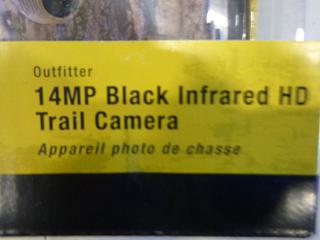 Outfitter
14MP Black Infrared HD
Trail Camera
Appareil photo de chasse